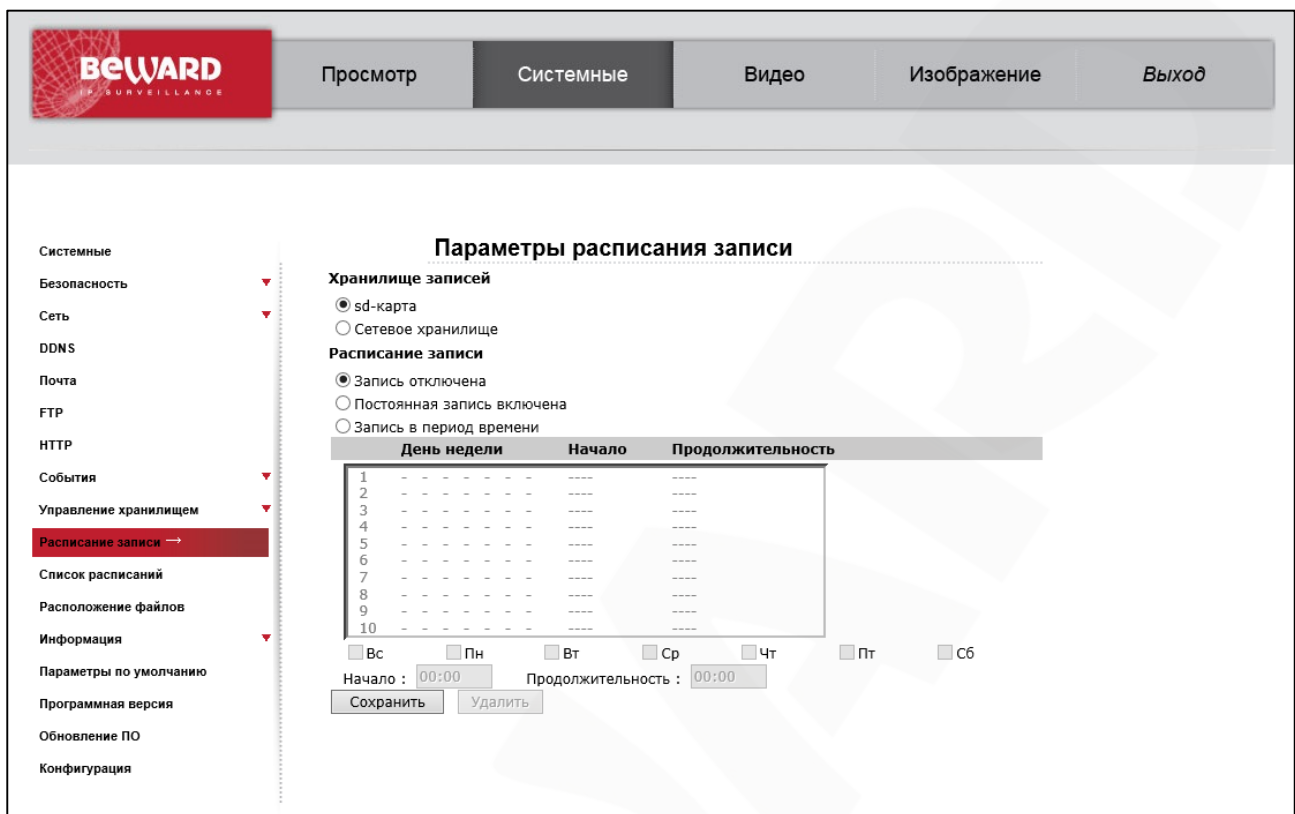 BEWARD
IP SURVEILLANCE
Просмотр Системные Видео Изображение Выход
Системные
Безопасность
Сеть
DDNS
Почта
FTP
HTTP
События
Управление хранилищем
Расписание записи →
Список расписаний
Расположение файлов
Информация
Параметры по умолчанию
Программная версия
Обновление ПО
Конфигурация
Параметры расписания записи
Хранилище записей
sd-карта
Сетевое хранилище
Расписание записи
Запись отключена
Постоянная запись включена
Запись в период времени
День недели Начало Продолжительность
1 - - - - - - - ---- ----
2 - - - - - - - ---- ----
3 - - - - - - - ---- ----
4 - - - - - - - ---- ----
5 - - - - - - - ---- ----
6 - - - - - - - ---- ----
7 - - - - - - - ---- ----
8 - - - - - - - ---- ----
9 - - - - - - - ---- ----
10 - - - - - - - ---- ----
Вс Пн Вт Ср Чт Пт Сб
Начало : 00:00 Продолжительность : 00:00
Сохранить Удалить